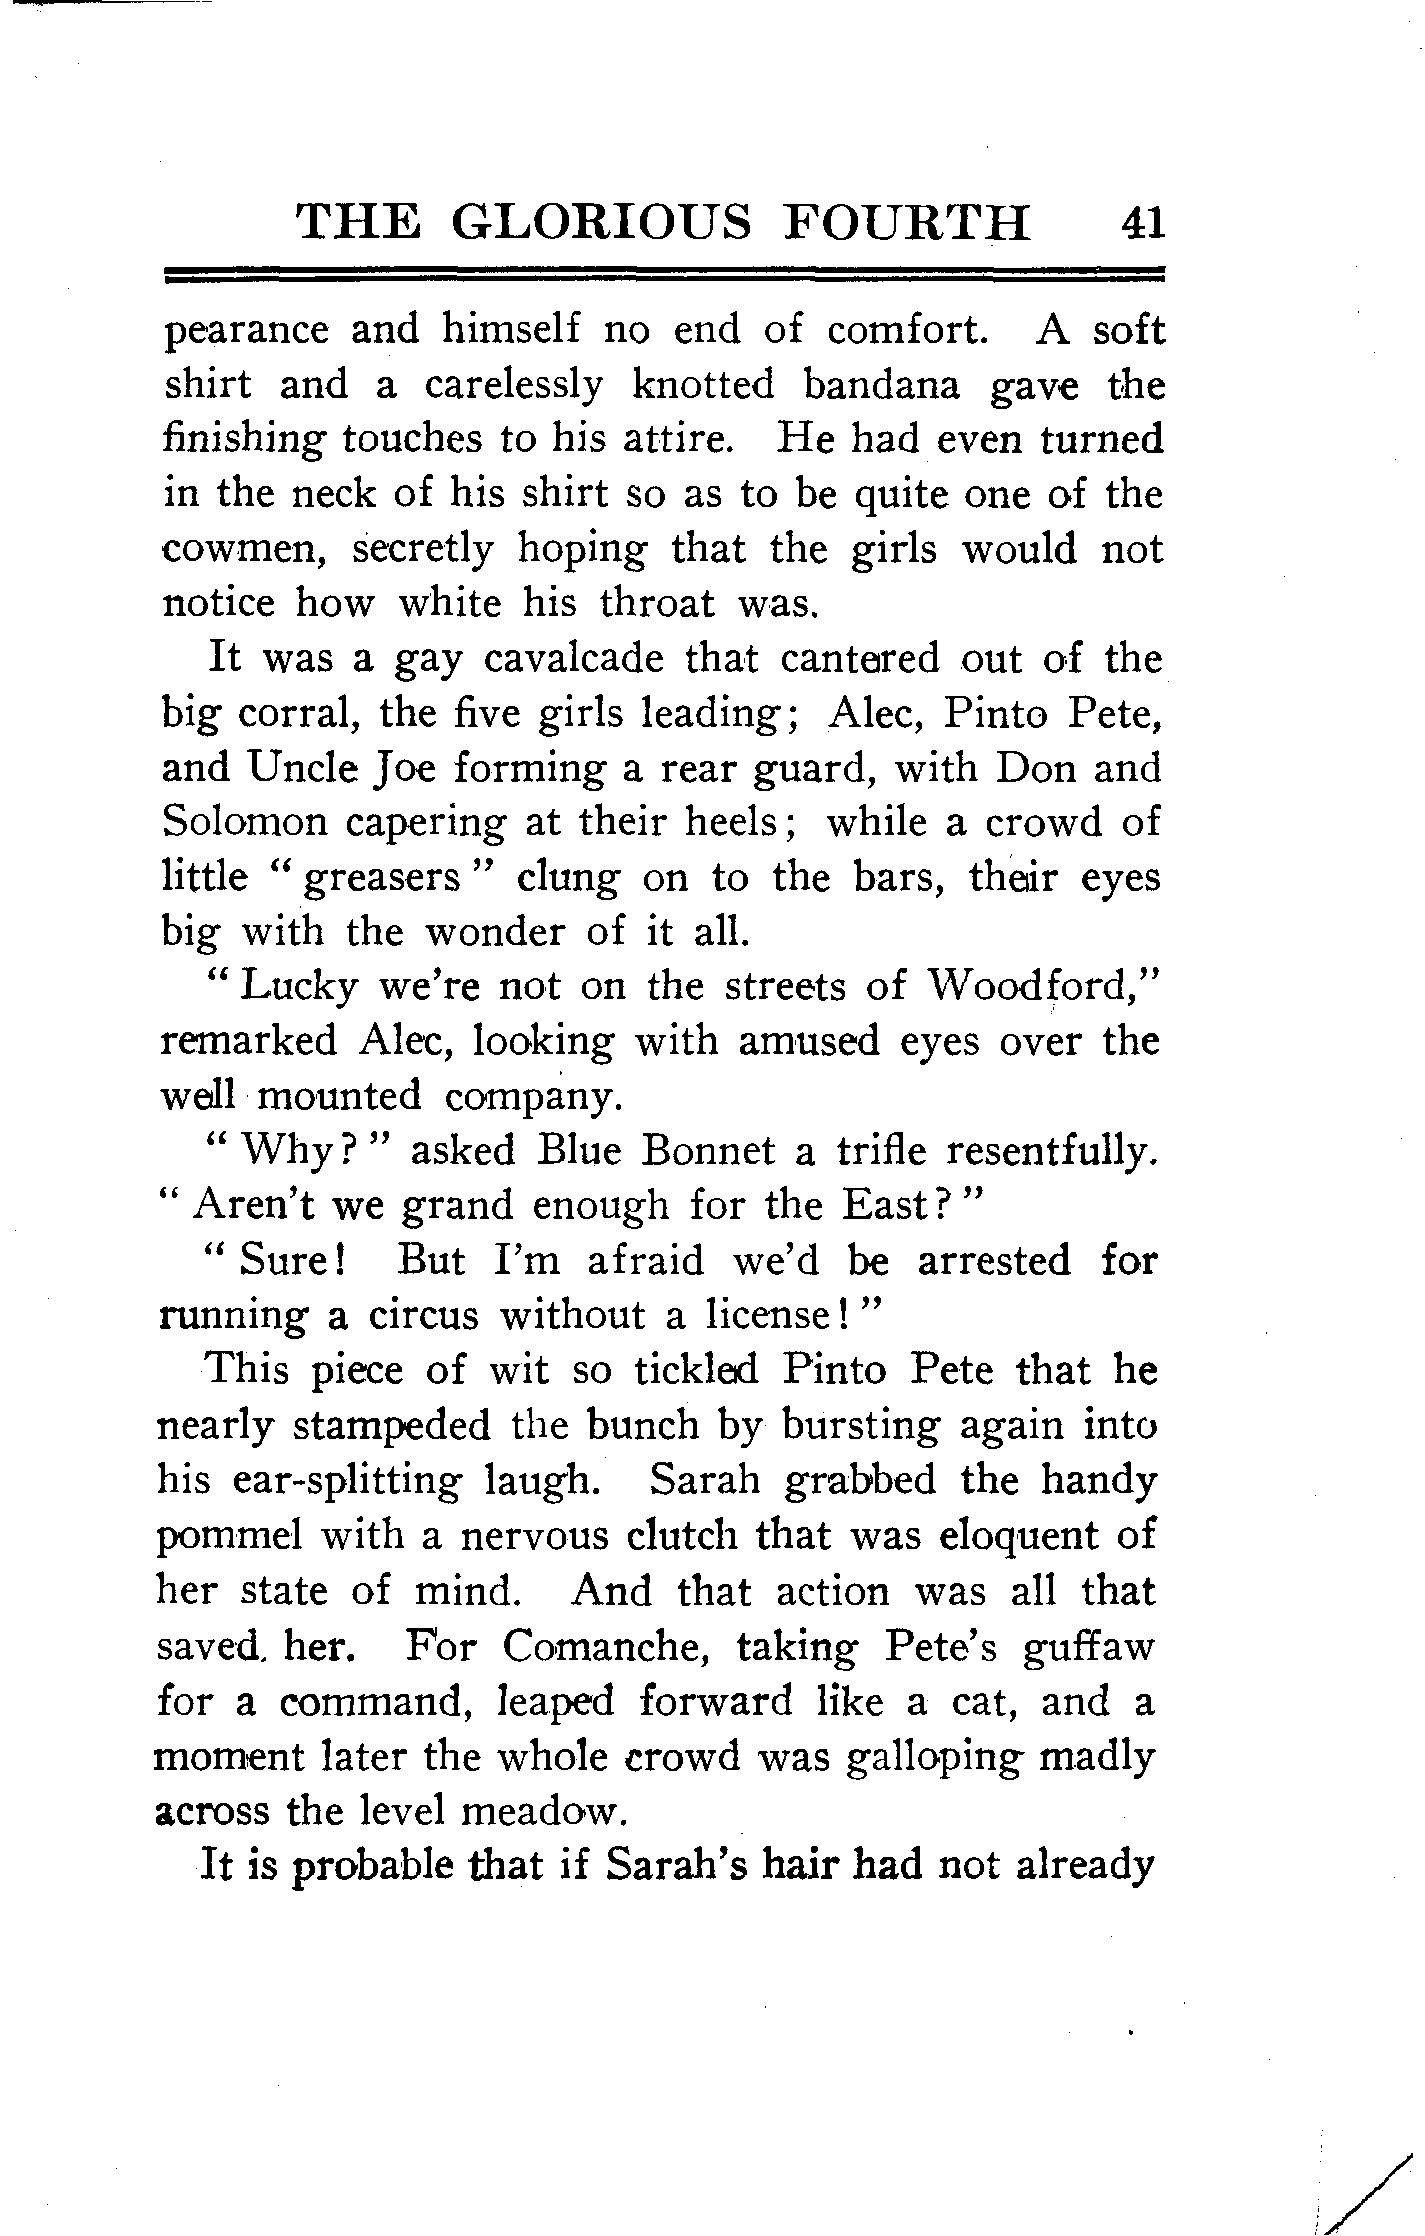 THE GLORIOUS FOURTH 41
pearance and himself no end of comfort. A soft
shirt and a carelessly knotted bandana gave the
finishing touches to his attire. He had even turned
in the neck of his shirt so as to be quite one of the
cowmen, secretly hoping that the girls would not
notice how white his throat was.
It was a gay cavalcade that cantered out of the
big corral, the five girls leading; Alec, Pinto Pete,
and Uncle Joe forming a rear guard, with Don and
Solomon capering at their heels; while a crowd of
little " greasers " clung on to the bars, their eyes
big with the wonder of it all.
" Lucky we're not on the streets of Woodford,"
remarked Alec, looking with amused eyes over the
well mounted company.
" Why? " asked Blue Bonnet a trifle resentfully.
" Aren't we grand enough for the East? "
" Sure! But I'm afraid we'd be arrested for
running a circus without a license! "
This piece of wit so tickled Pinto Pete that he
nearly stampeded the bunch by bursting again into
his ear-splitting laugh. Sarah grabbed the handy
pommel with a nervous clutch that was eloquent of
her state of mind. And that action was all that
saved. her. For Comanche, taking Pete's guffaw
for a command, leaped forward like a cat, and a
moment later the whole crowd was galloping madly
across the level meadow.
It is probable that if Sarah's hair had not already